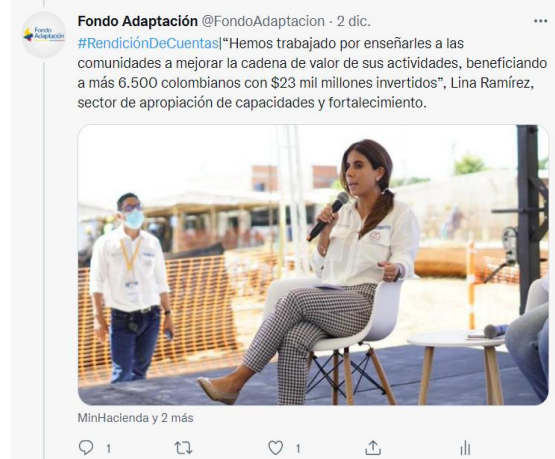 Fondo Adaptación @FondoAdaptacion · 2 dic.
Fondo
Adaptación
#RendiciónDeCuentas|“Hemos trabajado por enseñarles a las
comunidades a mejorar la cadena de valor de sus actividades, beneficiando
a más 6.500 colombianos con $23 mil millones invertidos”, Lina Ramírez,
sector de apropiación de capacidades y fortalecimiento.
MinHacienda y 2 más
1 1